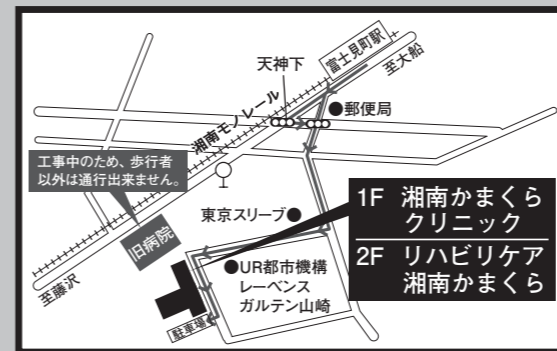 富士見町駅
至大船
天神下
●郵便局
湘南モノレール
工事中のため、歩行者
以外は通行出来ません。
1F 湘南かまくら
クリニック
2F リハビリケア
湘南かまくら
東京スリーブ●
旧病院
●UR都市機構
レーベンス
ガルテン山崎
至藤沢
駐車場